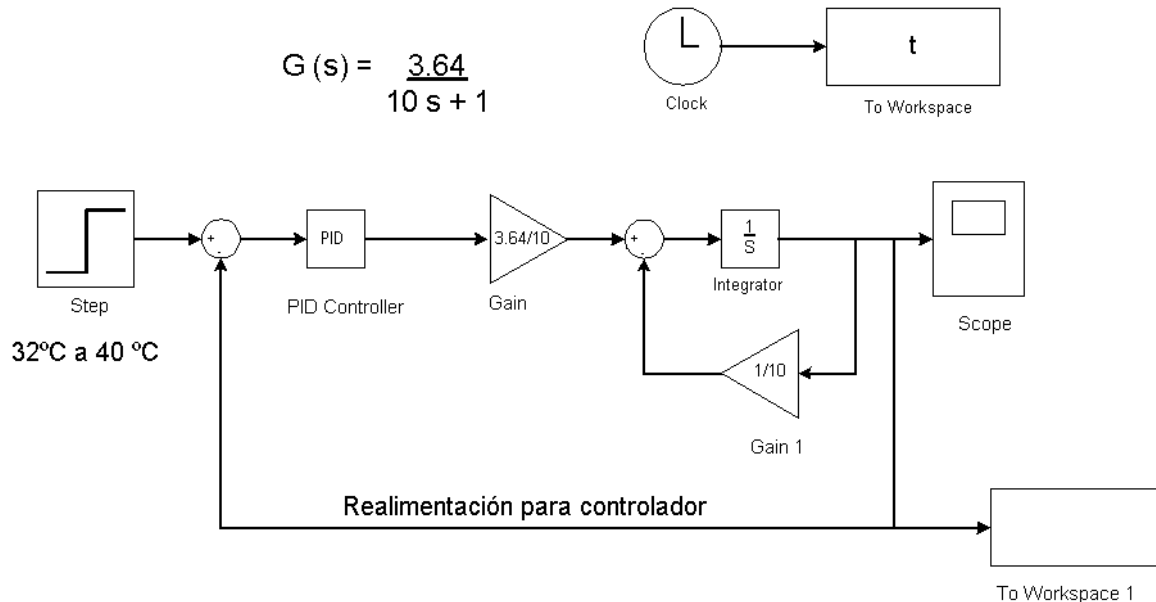 G (s) = 3.64
10 s + 1
t
Clock
To Workspace
+
-
PID
3.64/10
+
-
1
S
Step
PID Controller
Gain
Integrator
Scope
32ºC a 40 ºC
1/10
Gain 1
Realimentación para controlador
To Workspace 1